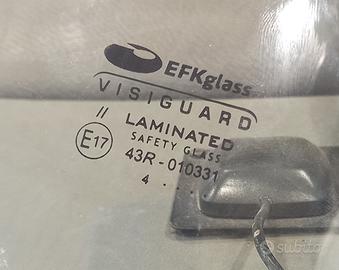 EFKglass
VISIGUARD
//
LAMINATED
SAFETY GLASS
E17
43R-010331
4 . . .
subito